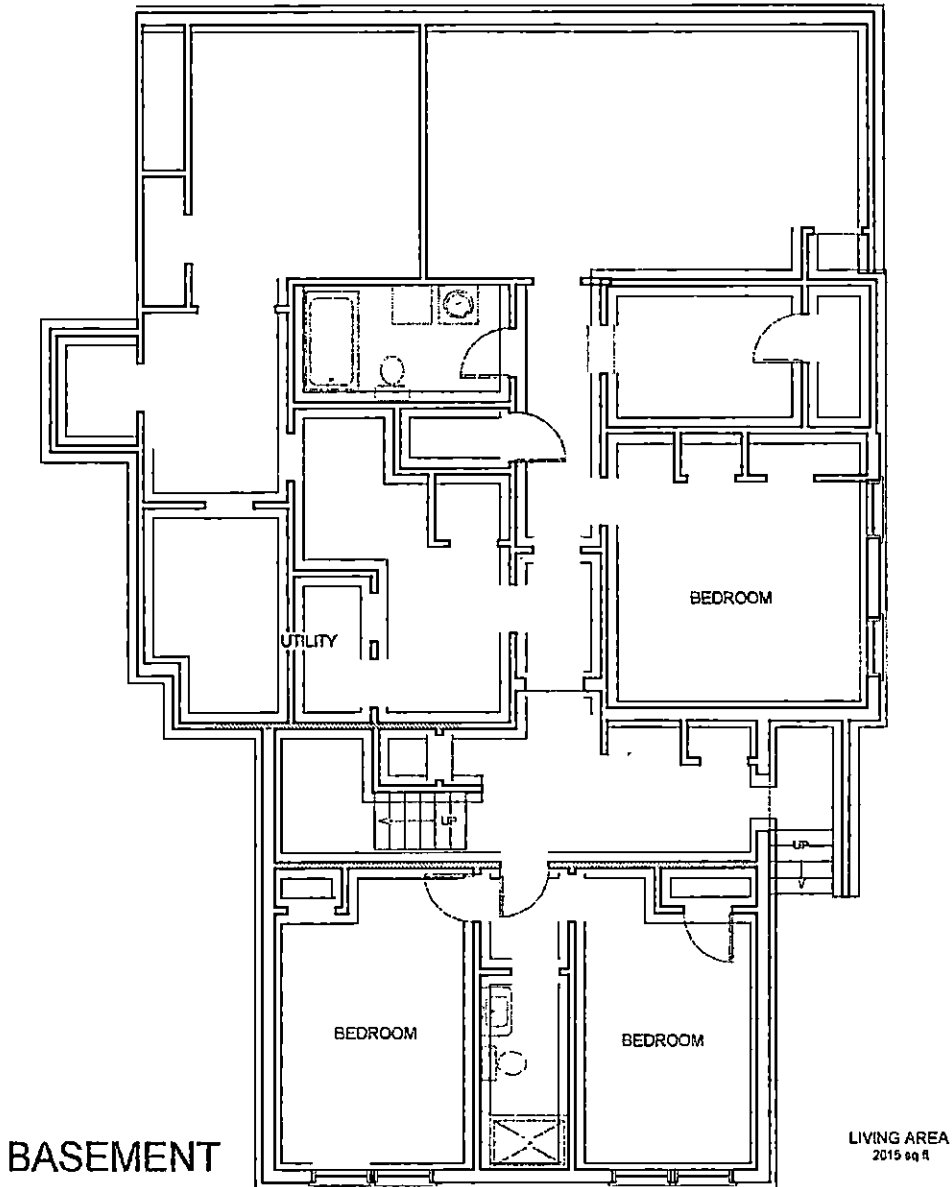 BEDROOM
UTILITY
UP
UP
BEDROOM
BEDROOM
BASEMENT
LIVING AREA
2015 sq ft